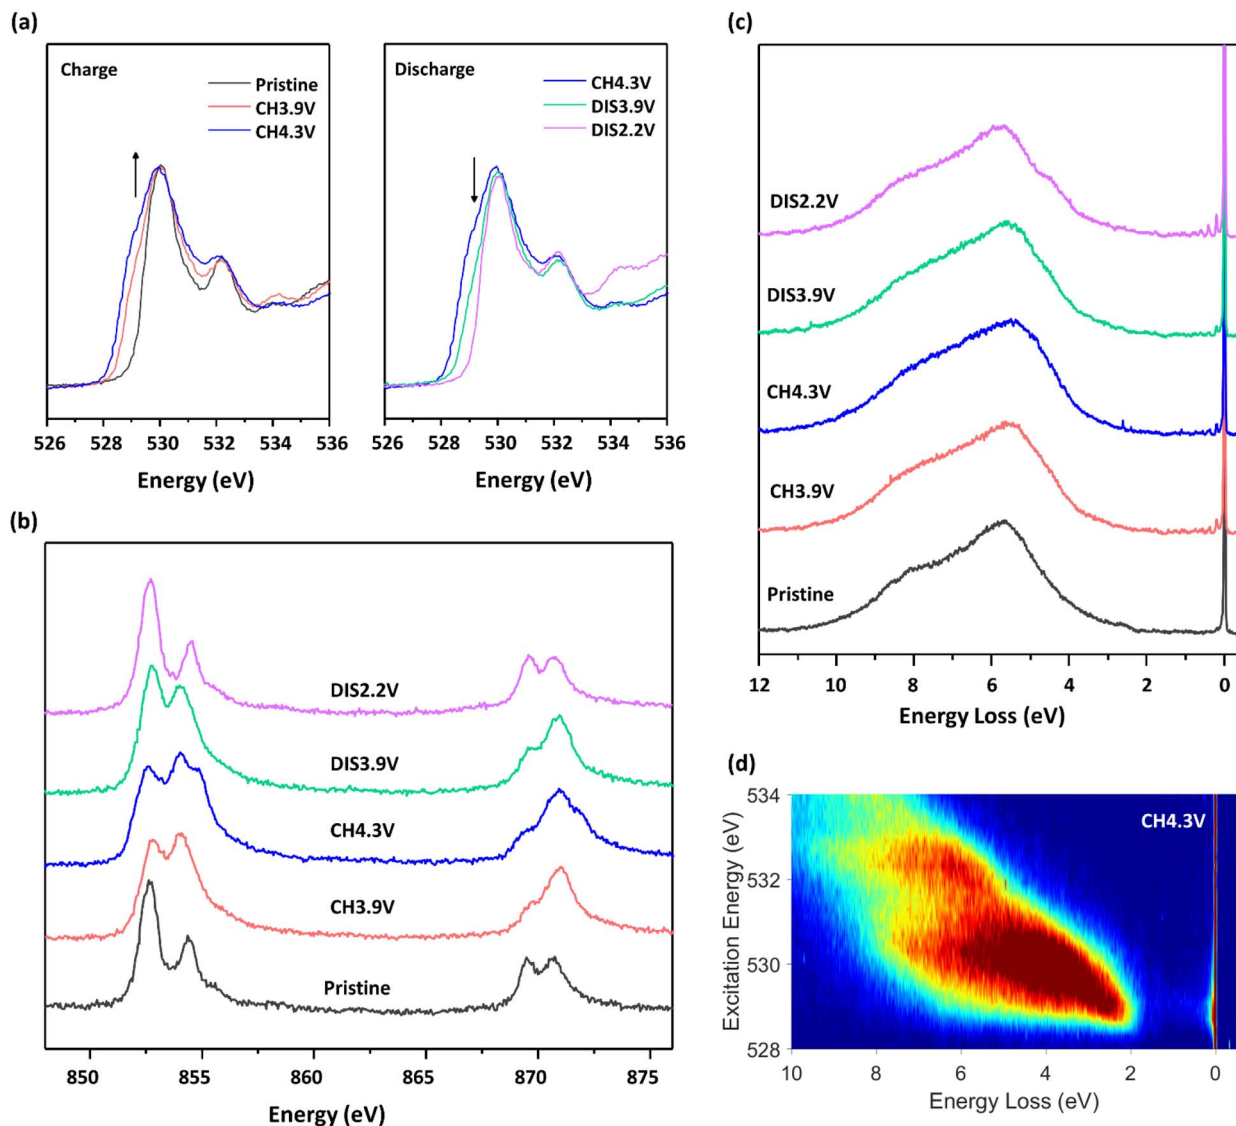 (a)
Charge
Pristine
CH3.9V
CH4.3V
526 528 530 532 534 536
Energy (eV)
Discharge
CH4.3V
DIS3.9V
DIS2.2V
526 528 530 532 534 536
Energy (eV)
(b)
DIS2.2V
DIS3.9V
CH4.3V
CH3.9V
Pristine
850 855 860 865 870 875
Energy (eV)
(c)
DIS2.2V
DIS3.9V
CH4.3V
CH3.9V
Pristine
12 10 8 6 4 2 0
Energy Loss (eV)
(d)
CH4.3V
534
532
530
528
Excitation Energy (eV)
10 8 6 4 2 0
Energy Loss (eV)